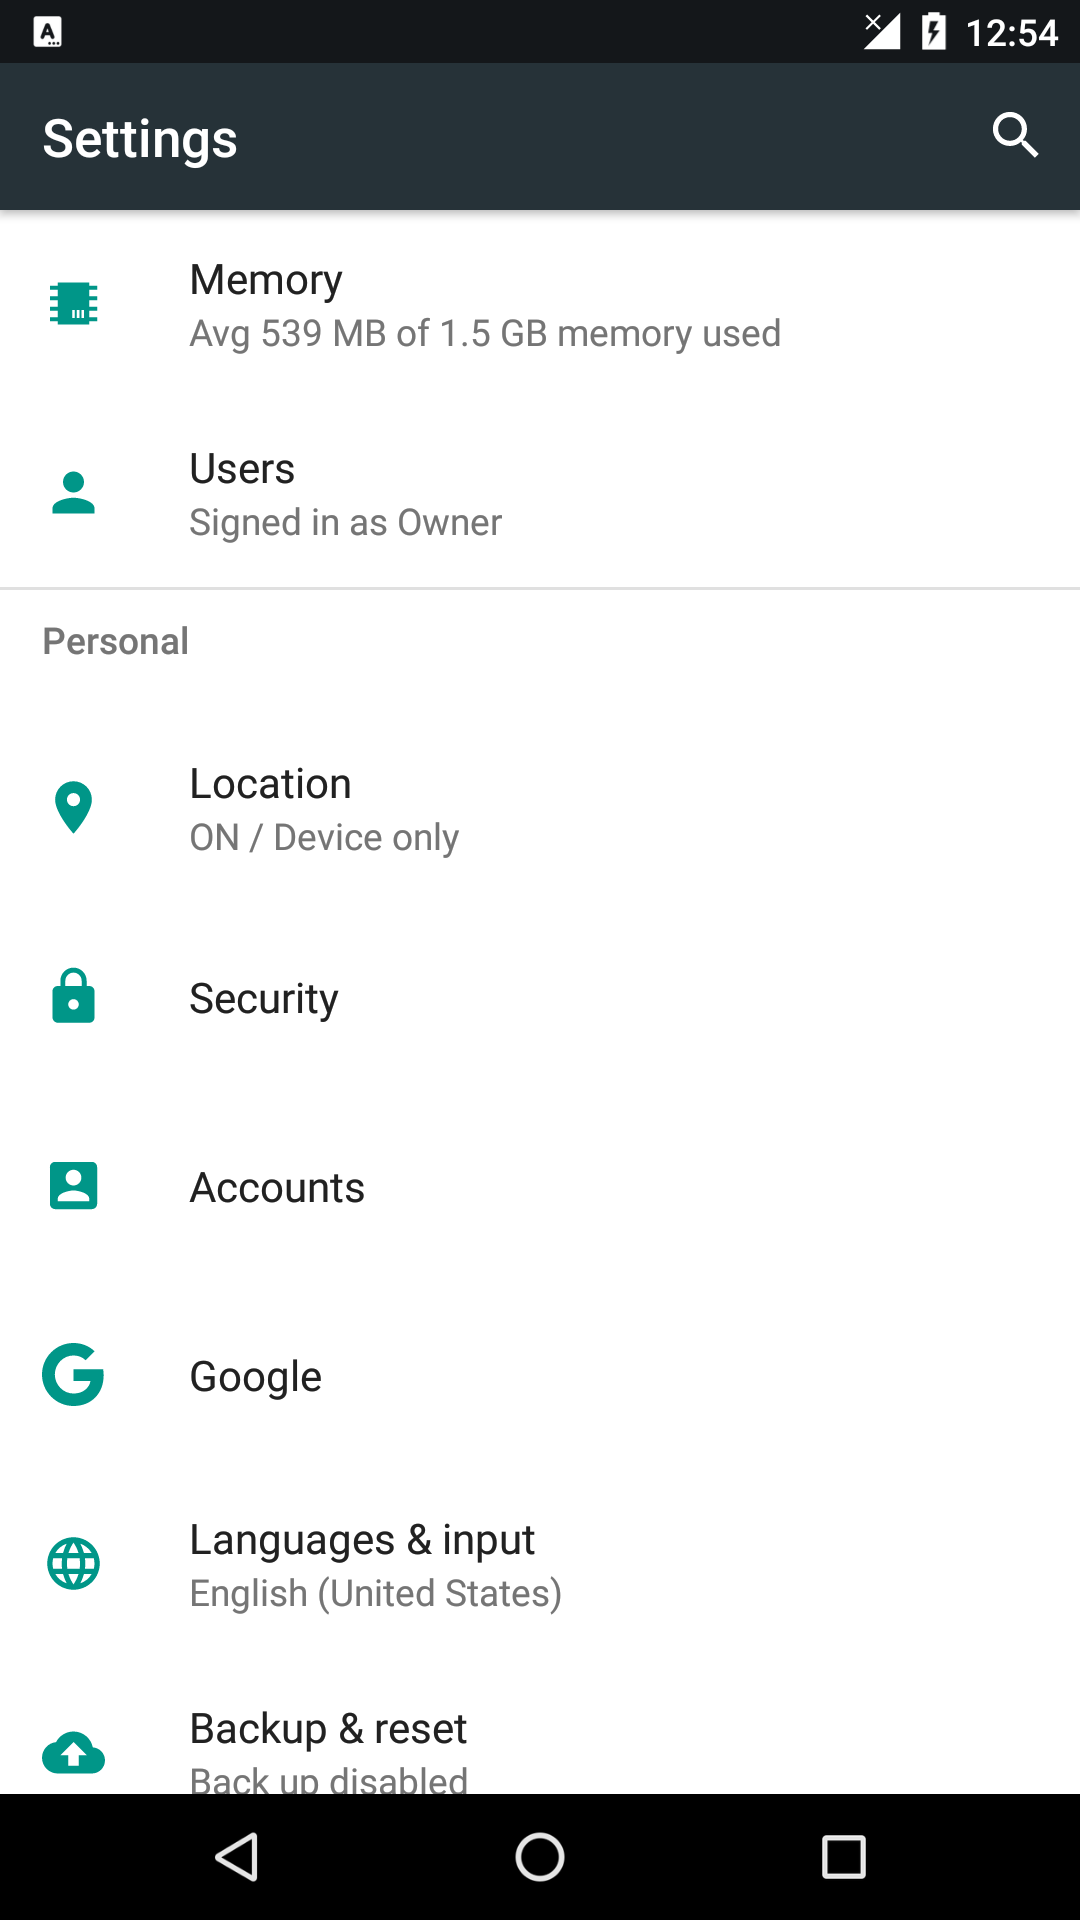 12:54
Settings
Memory
Avg 539 MB of 1.5 GB memory used
Users
Signed in as Owner
Personal
Location
ON / Device only
Security
Accounts
Google
Languages & input
English (United States)
Backup & reset
Back up disabled